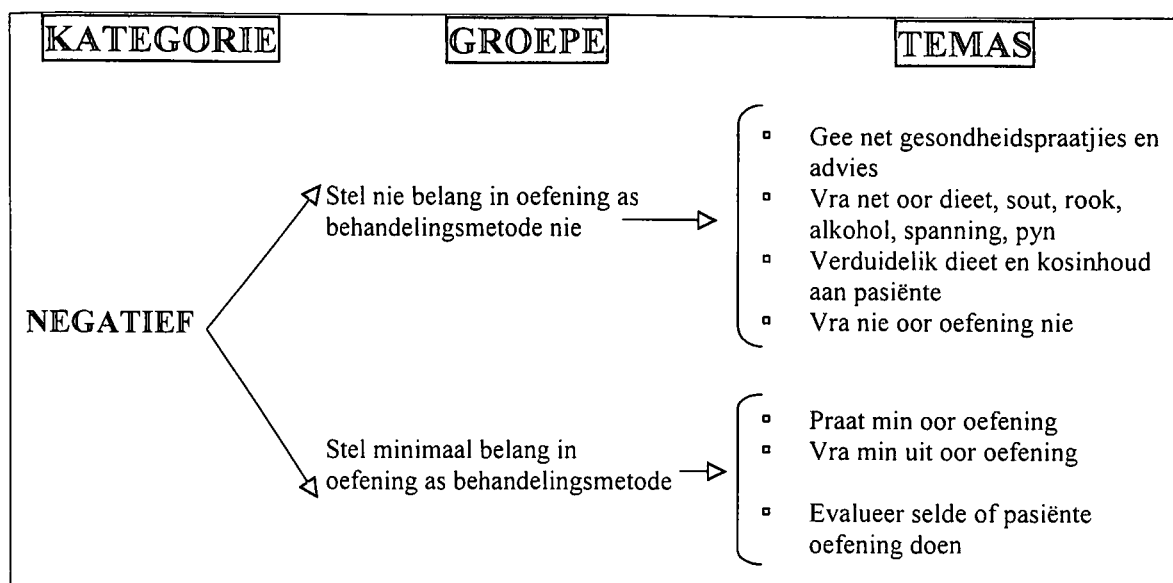 KATEGORIE GROEPE TEMAS
Stel nie belang in oefening as
behandelingsmetode nie
Gee net gesondheidspraatjies en
advies
Vra net oor dieet, sout, rook,
alkohol, spanning, pyn
Verduidelik dieet en kosinhoud
aan pasiënte
Vra nie oor oefening nie
NEGATIEF
Stel minimaal belang in
oefening as behandelingsmetode
Praat min oor oefening
Vra min uit oor oefening
Evalueer selde of pasiënte
oefening doen